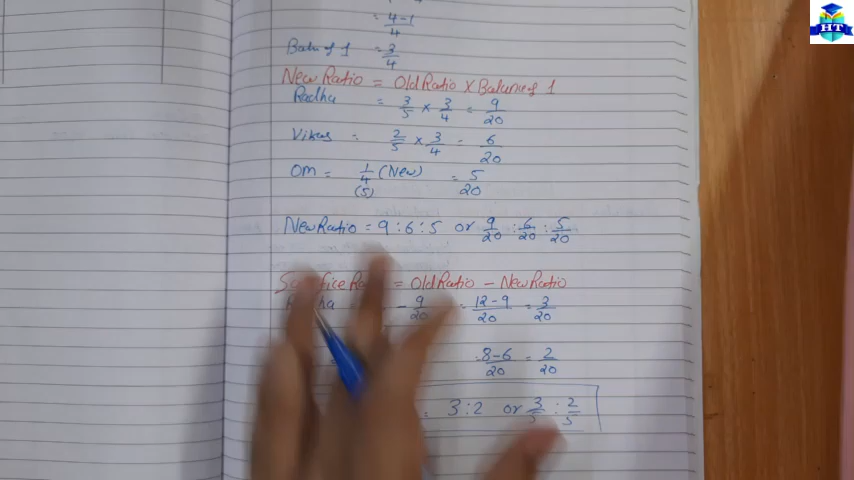 = 4-1/4
Baln of 1 = 3/4
New Ratio = Old Ratio X Balance of 1
Radha = 3/5 x 3/4 = 9/20
Vikas = 2/5 x 3/4 = 6/20
OM = 1/4 (New) = 5/20
(5)
New Ratio = 9:6:5 or 9/20 : 6/20 : 5/20
= Old Ratio - New Ratio
- 9/20 = 12-9/20 = 3/20
8-6/20 = 2/20
= 3:2 or 3/5 : 2/5
HT